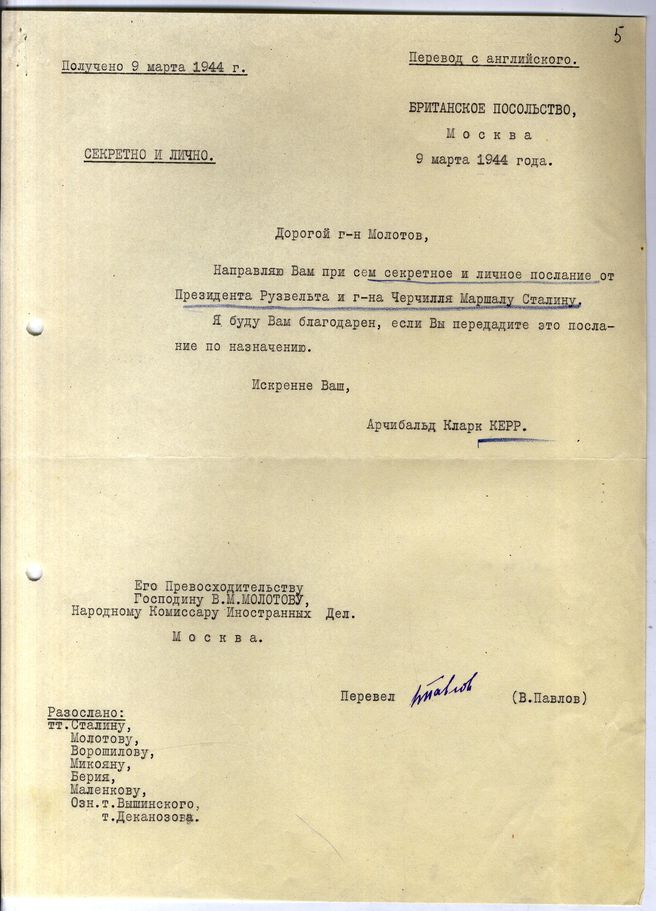 5
Получено 9 марта 1944 г.
Перевод с английского.
БРИТАНСКОЕ ПОСОЛЬСТВО,
М о с к в а
9 марта 1944 года.
СЕКРЕТНО И ЛИЧНО.
Дорогой г-н Молотов,
Направляю Вам при сем секретное и личное послание от
Президента Рузвельта и г-на Черчилля Маршалу Сталину.
Я буду Вам благодарен, если Вы передадите это посла-
ние по назначению.
Искренне Ваш,
Арчибальд Кларк КЕРР.
Его Превосходительству
Господину В.М.МОЛОТОВУ,
Народному Комиссару Иностранных Дел.
М о с к в а.
Перевел Павлов (В.Павлов)
Разослано:
тт.Сталину,
Молотову,
Ворошилову,
Микояну,
Берия,
Маленкову,
Озн.т.Вышинского,
т.Деканозова.